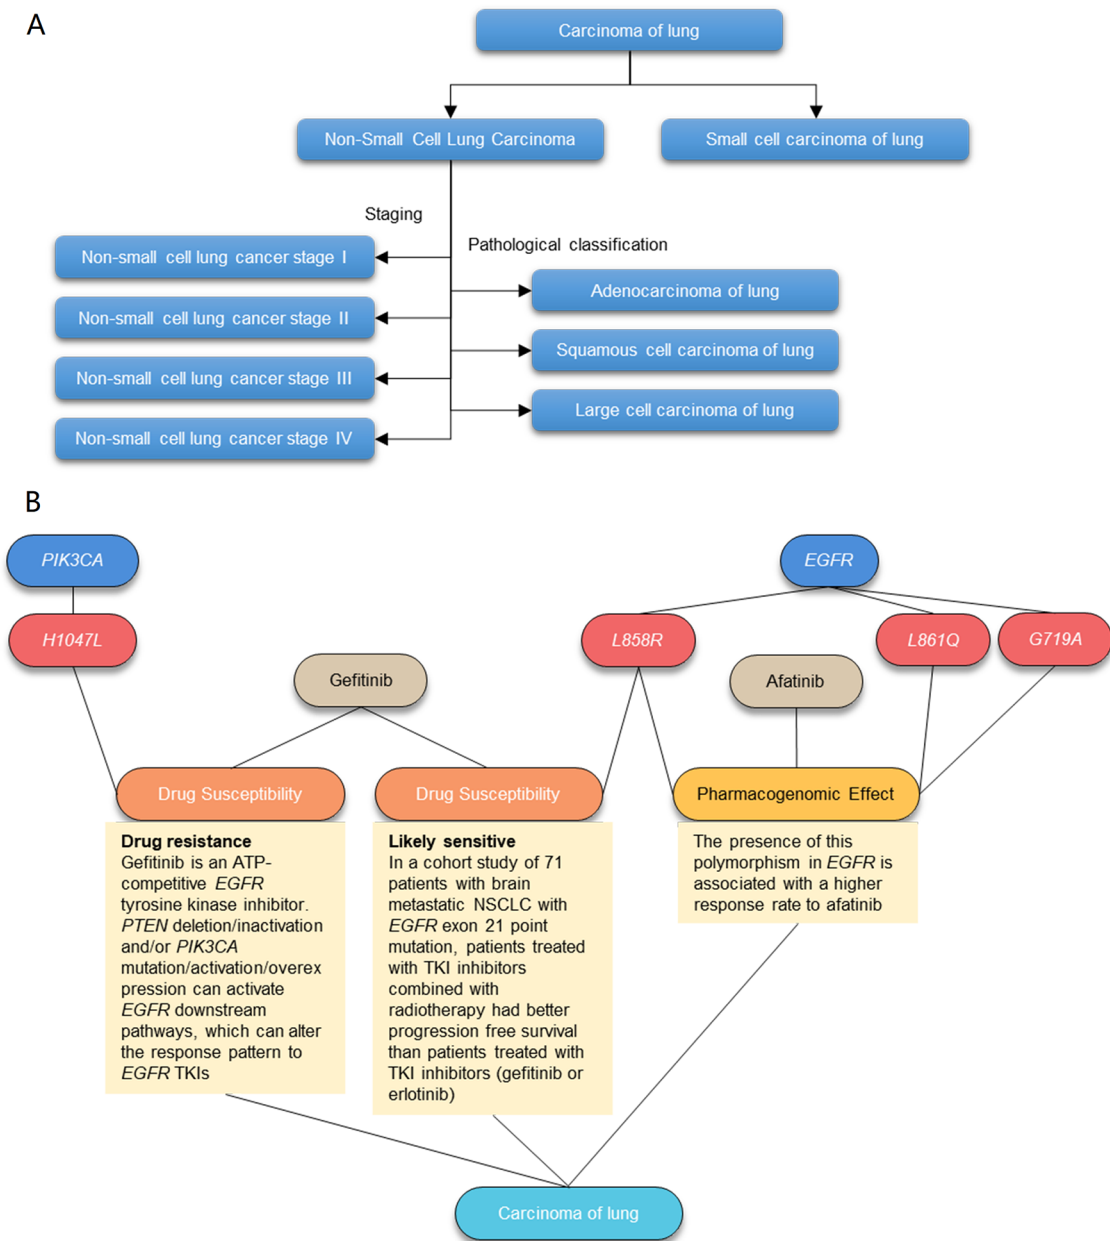 A
Carcinoma of lung
Non-Small Cell Lung Carcinoma
Small cell carcinoma of lung
Staging
Pathological classification
Non-small cell lung cancer stage I
Adenocarcinoma of lung
Non-small cell lung cancer stage II
Squamous cell carcinoma of lung
Non-small cell lung cancer stage III
Large cell carcinoma of lung
Non-small cell lung cancer stage IV
B
PIK3CA
EGFR
H1047L
L858R
L861Q
G719A
Gefitinib
Afatinib
Drug Susceptibility
Drug Susceptibility
Pharmacogenomic Effect
Drug resistance
Gefitinib is an ATP-
competitive EGFR
tyrosine kinase inhibitor.
PTEN deletion/inactivation
and/or PIK3CA
mutation/activation/overex
pression can activate
EGFR downstream
pathways, which can alter
the response pattern to
EGFR TKIs
Likely sensitive
In a cohort study of 71
patients with brain
metastatic NSCLC with
EGFR exon 21 point
mutation, patients treated
with TKI inhibitors
combined with
radiotherapy had better
progression free survival
than patients treated with
TKI inhibitors (gefitinib or
erlotinib)
The presence of this
polymorphism in EGFR is
associated with a higher
response rate to afatinib
Carcinoma of lung